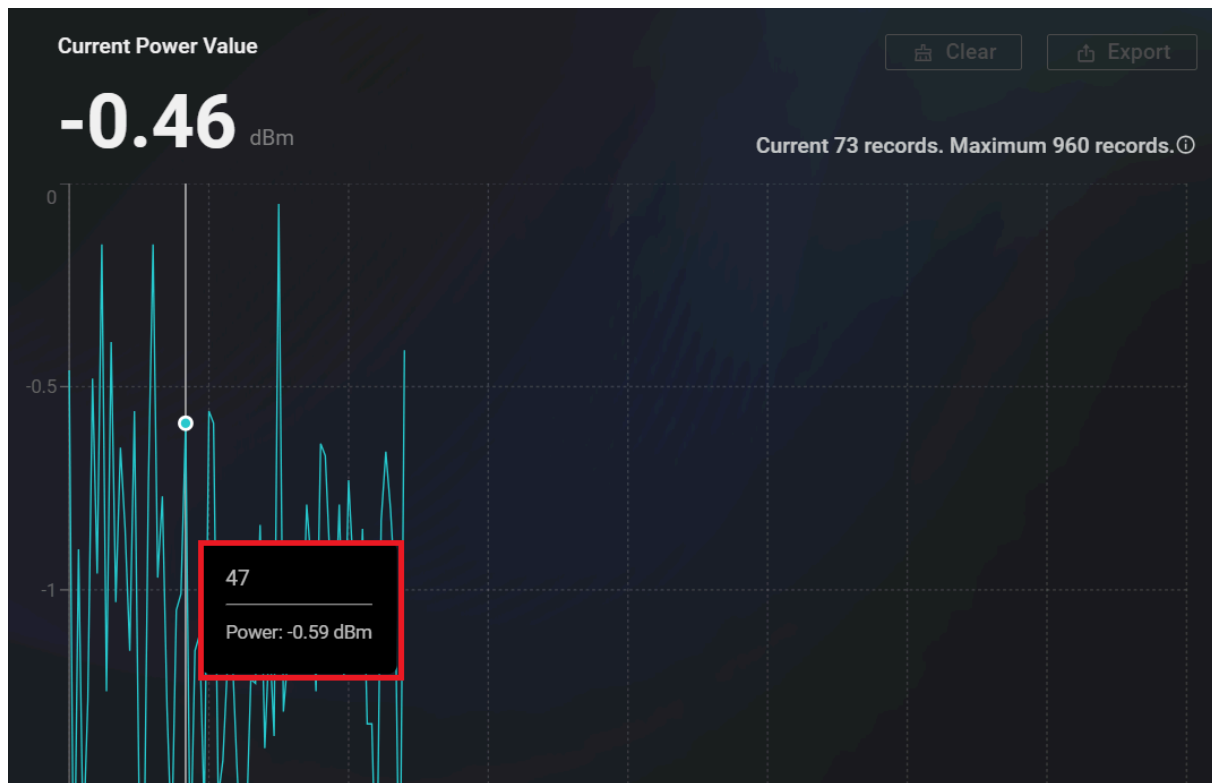 Current Power Value
Clear
Export
-0.46 dBm
Current 73 records. Maximum 960 records.
0
-0.5
47
-1
Power: -0.59 dBm